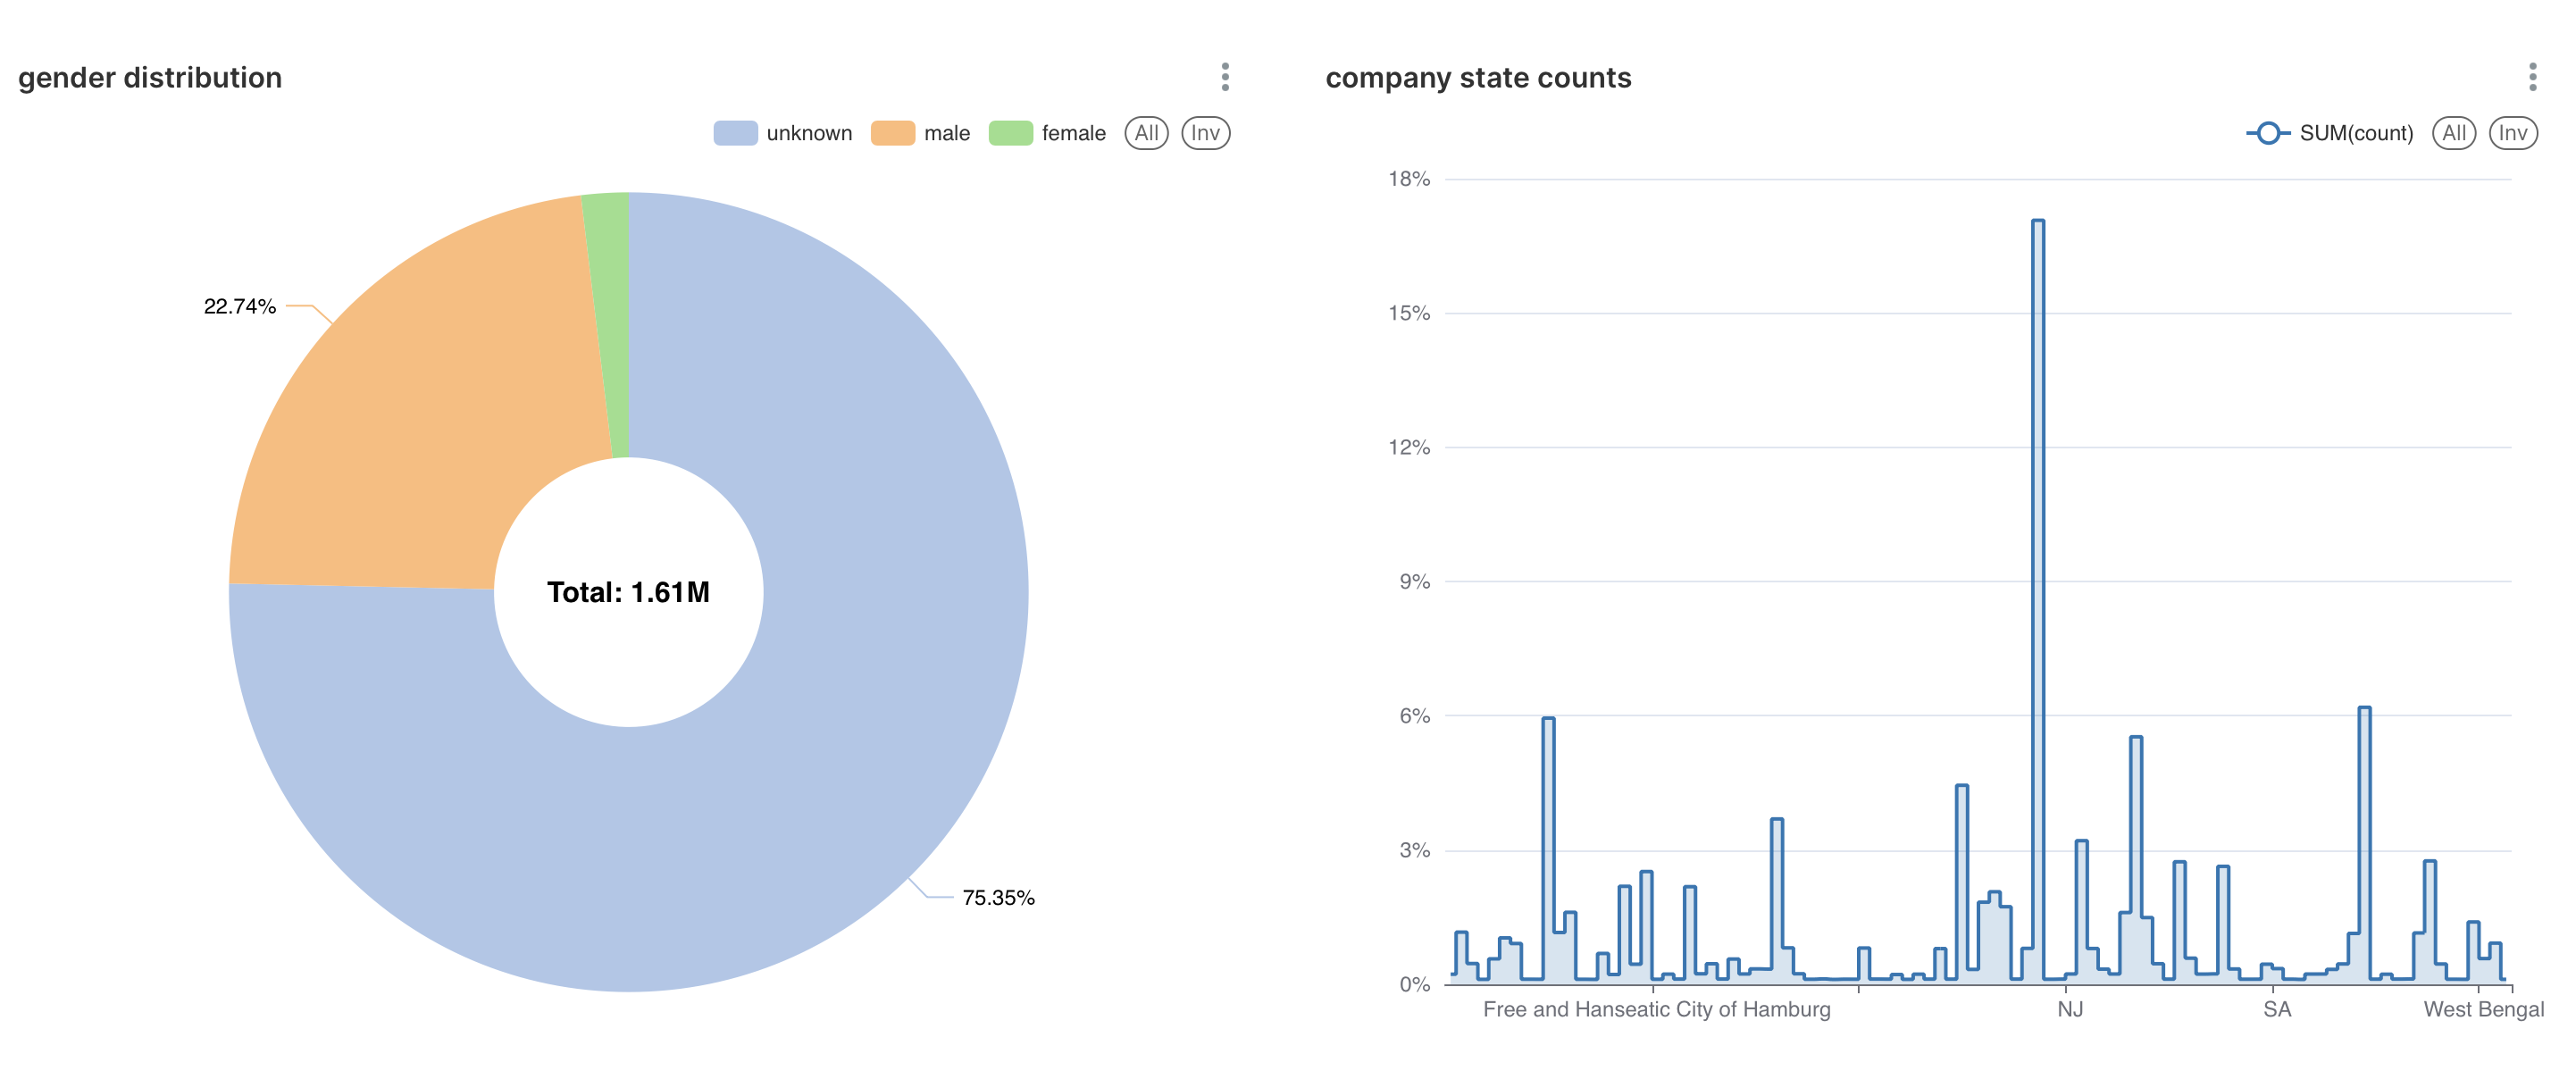 gender distribution
unknown male female All Inv
22.74%
Total: 1.61M
75.35%
company state counts
SUM(count) All Inv
18%
15%
12%
9%
6%
3%
0%
Free and Hanseatic City of Hamburg NJ SA West Bengal